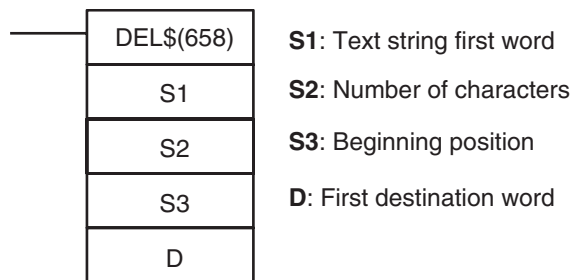 DEL$(658)
S1
S2
S3
D
S1: Text string first word
S2: Number of characters
S3: Beginning position
D: First destination word